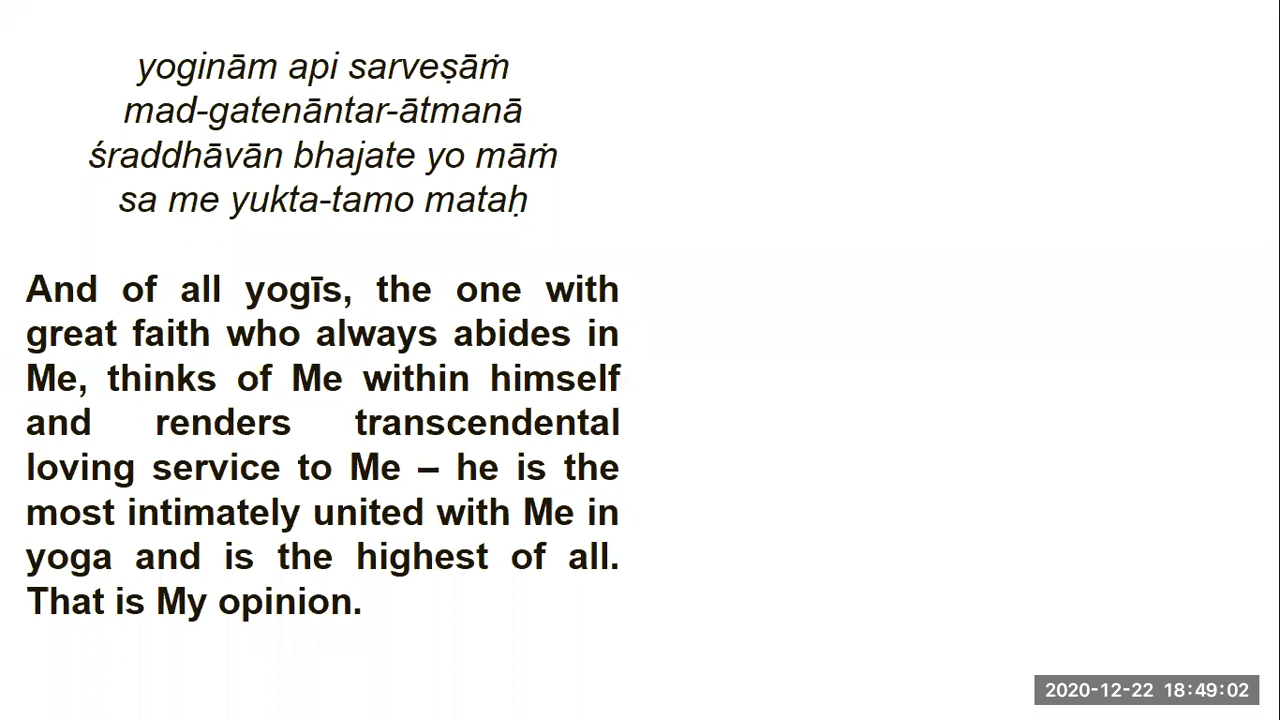 yoginām api sarveṣāṁ
mad-gatenāntar-ātmanā
śraddhāvān bhajate yo māṁ
sa me yukta-tamo mataḥ
And of all yogīs, the one with
great faith who always abides in
Me, thinks of Me within himself
and renders transcendental
loving service to Me – he is the
most intimately united with Me in
yoga and is the highest of all.
That is My opinion.
2020-12-22 18:49:02